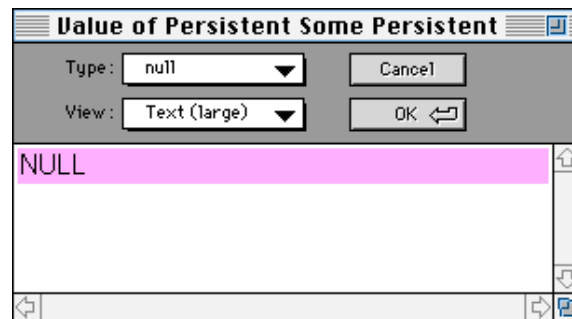 Value of Persistent Some Persistent
Type: null
Cancel
View: Text (large)
OK
NULL